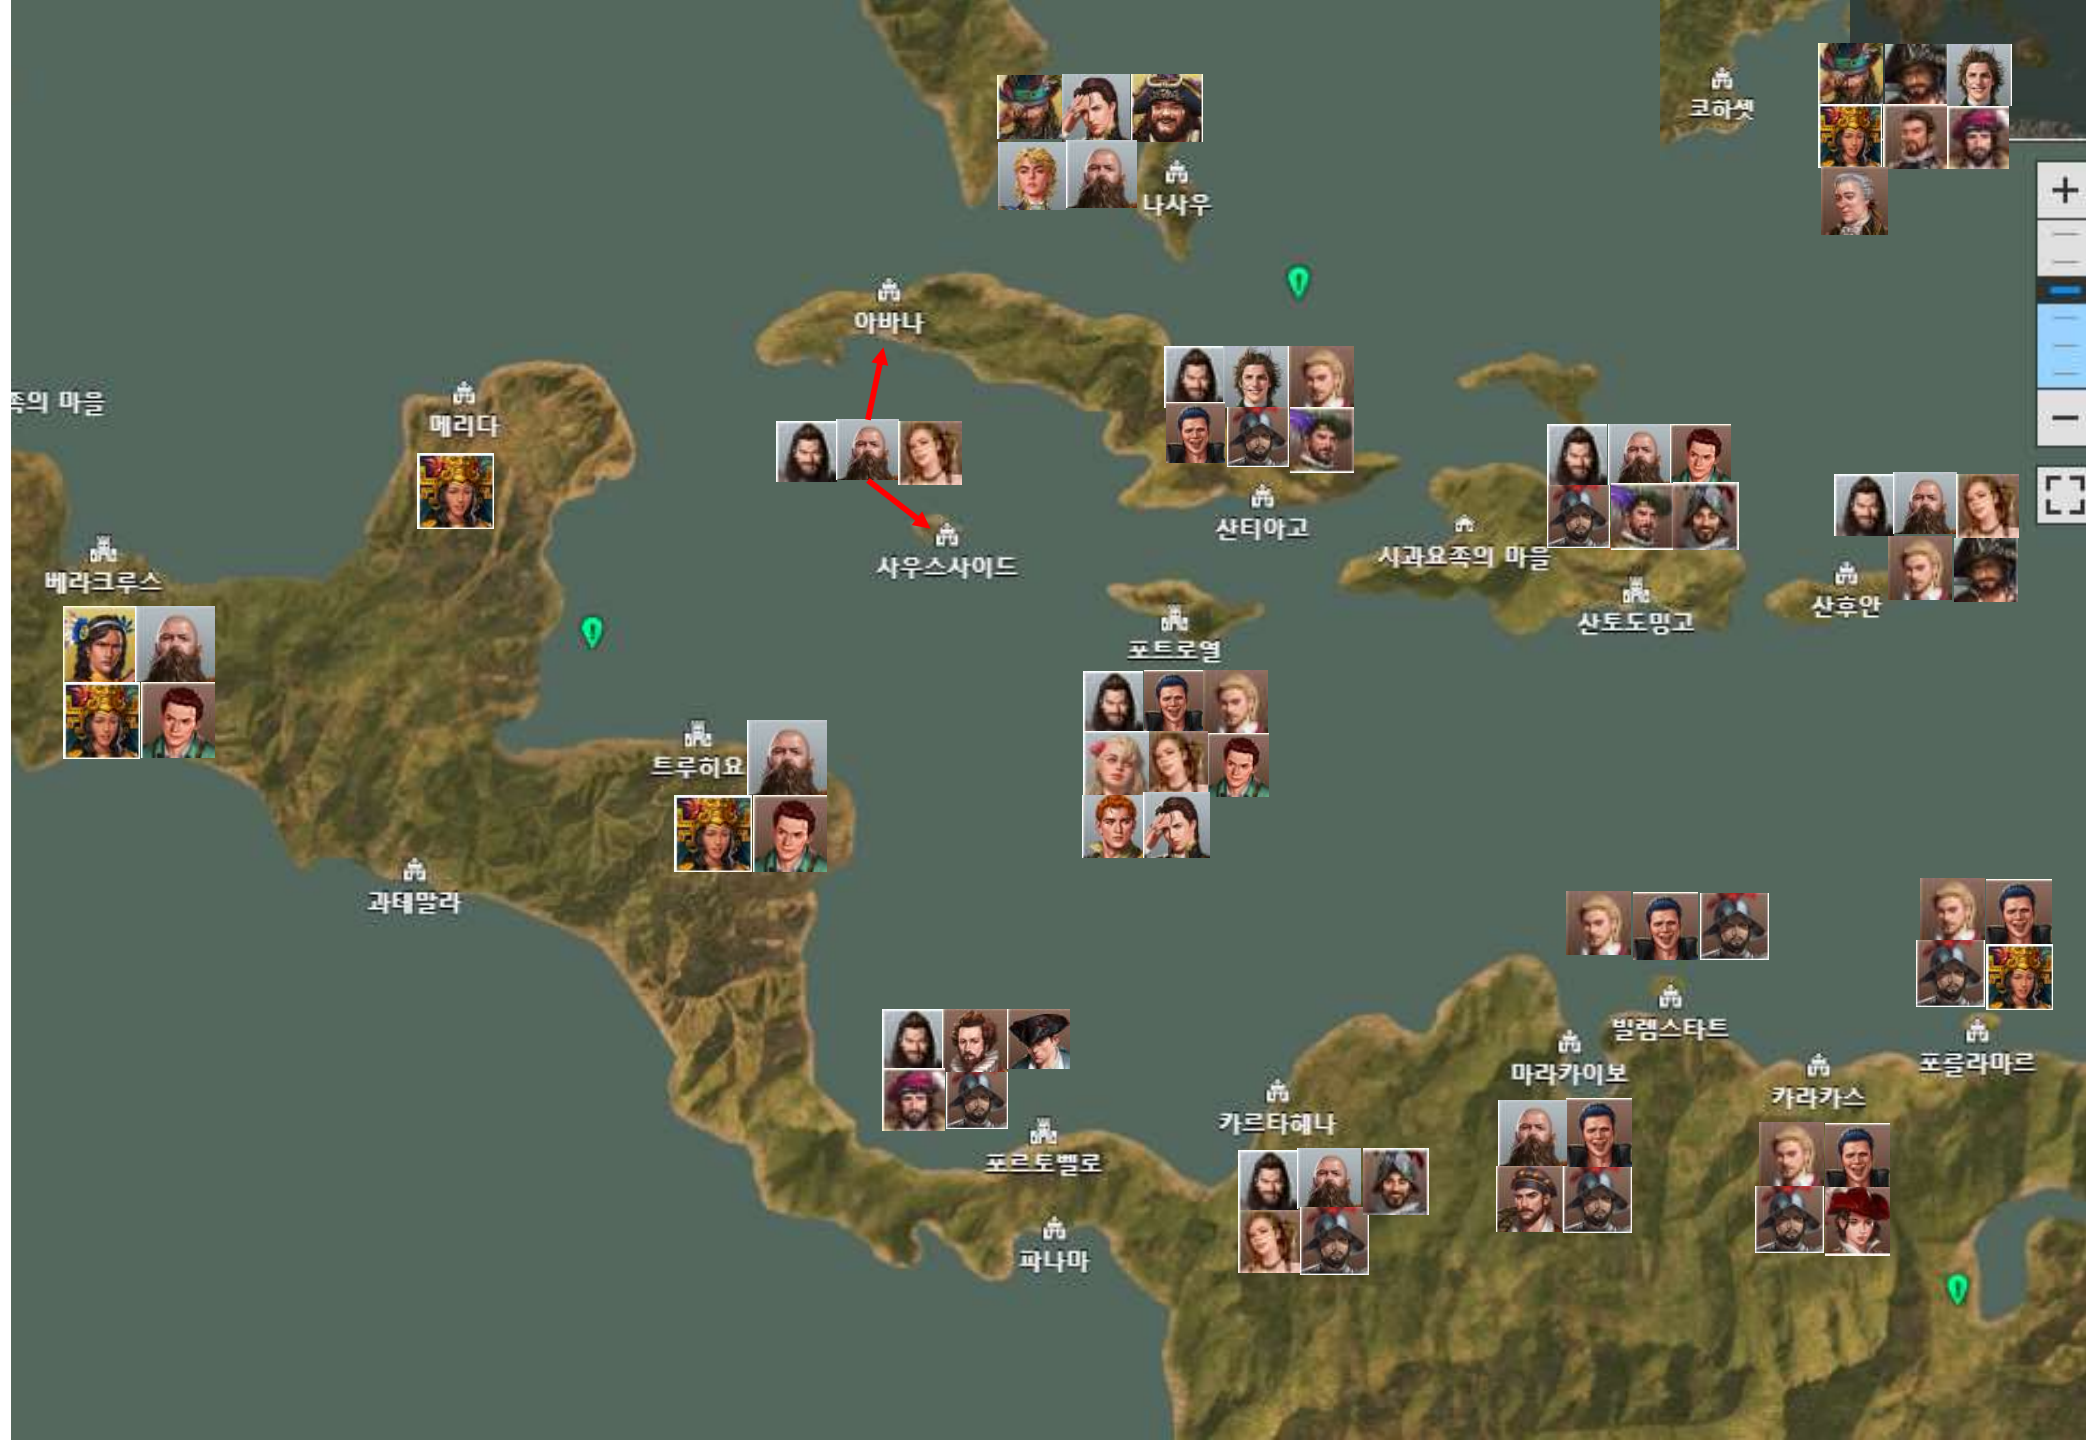 코하셋
나사우
아바나
족의 마을
메리다
산티아고
시과요족의 마을
베라크루스
사우스사이드
산후안
산토도밍고
포트로열
트루히요
과테말라
빌렘스타트
포를라마르
마라카이보
카라카스
카르타헤나
포르토벨로
파나마